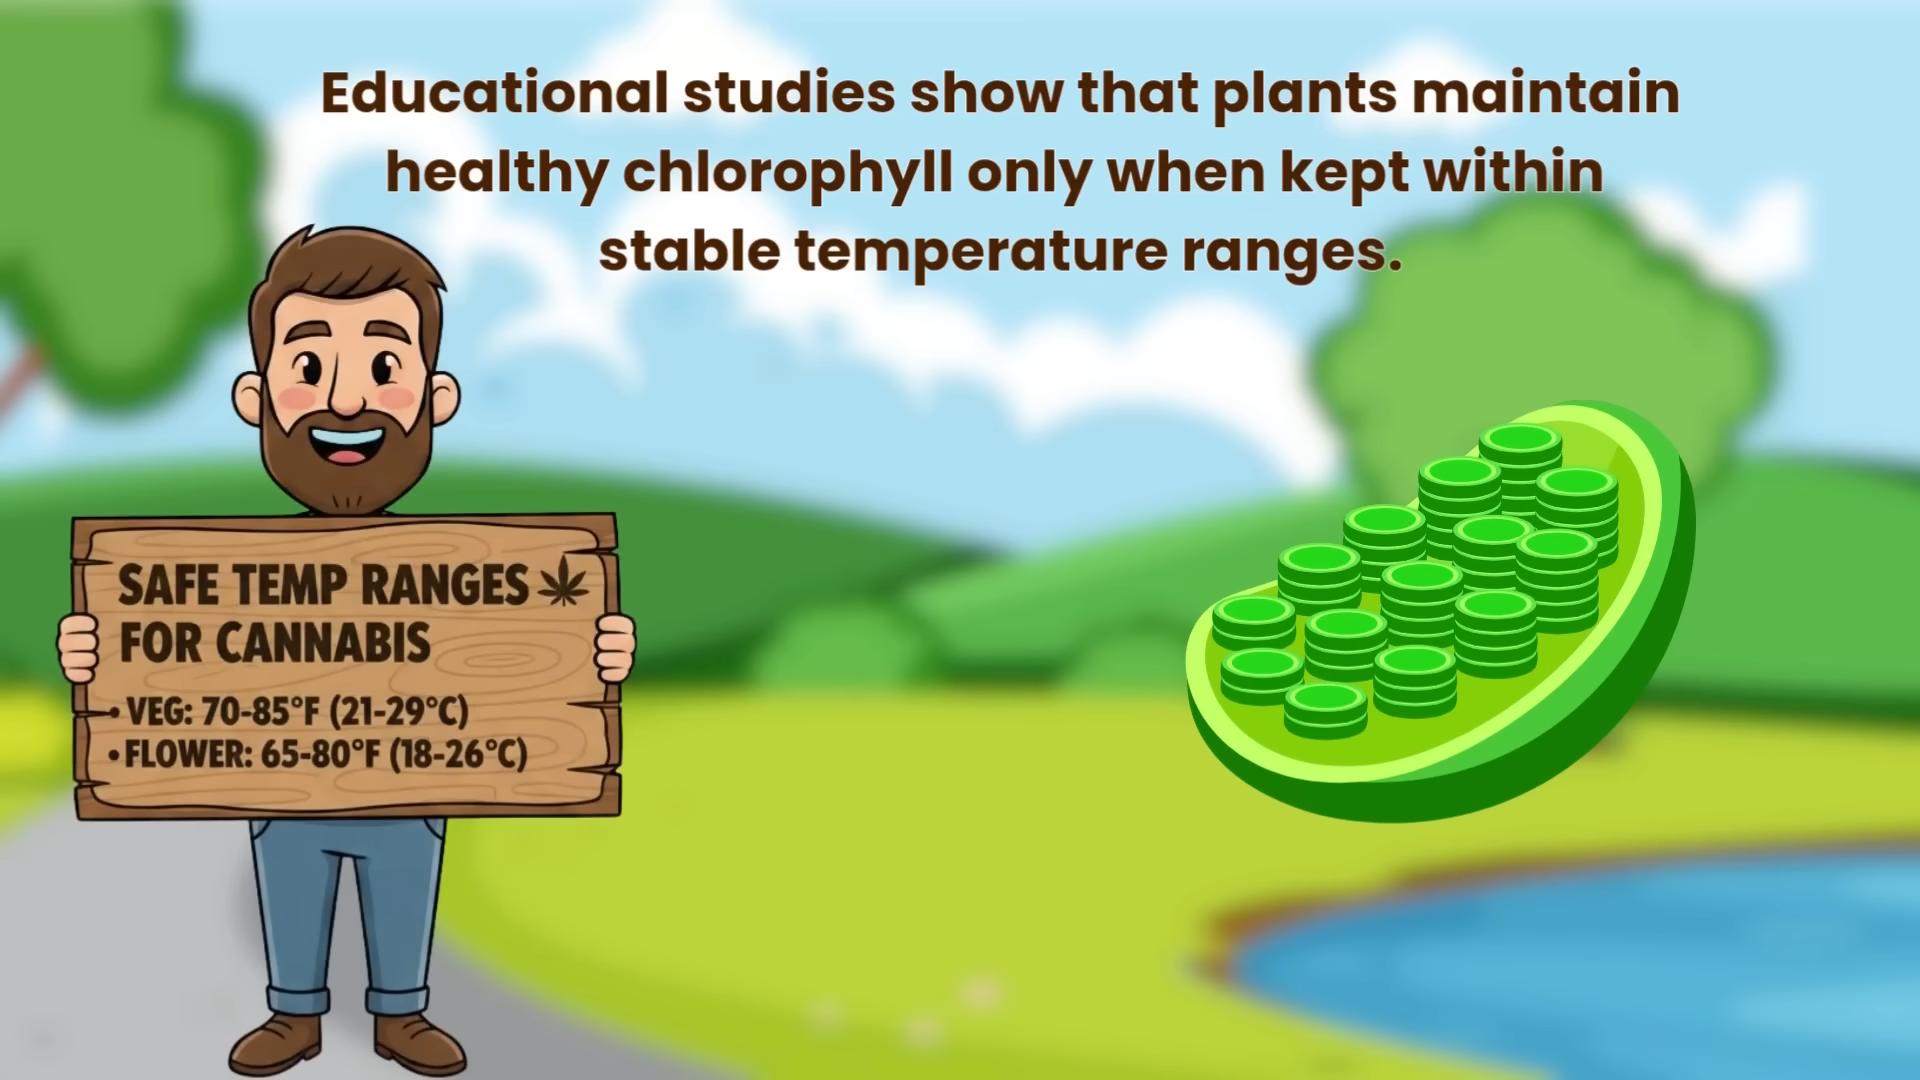 Educational studies show that plants maintain
healthy chlorophyll only when kept within
stable temperature ranges.
SAFE TEMP RANGES
FOR CANNABIS
• VEG: 70-85°F (21-29°C)
• FLOWER: 65-80°F (18-26°C)